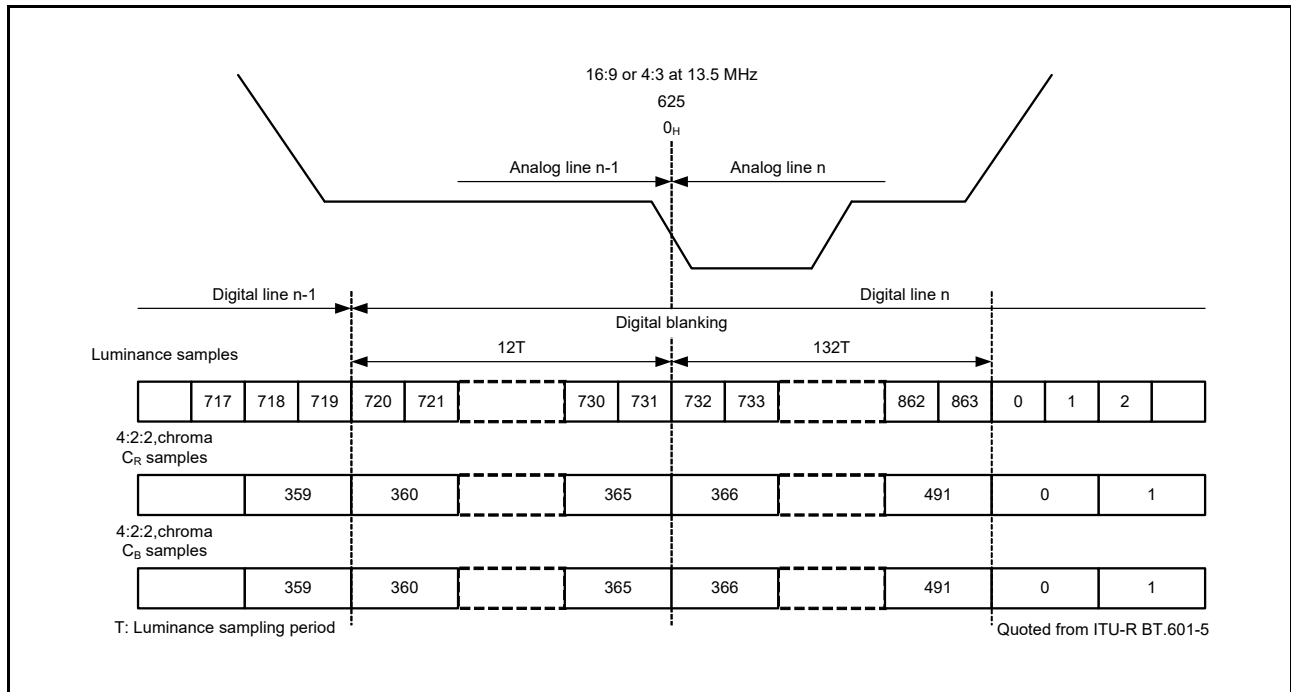 16:9 or 4:3 at 13.5 MHz
625
0H
Analog line n-1 Analog line n
Digital line n-1 Digital line n
Digital blanking
Luminance samples 12T 132T
717 718 719 720 721 730 731 732 733 862 863 0 1 2
4:2:2,chroma
CR samples
359 360 365 366 491 0 1
4:2:2,chroma
CB samples
359 360 365 366 491 0 1
T: Luminance sampling period Quoted from ITU-R BT.601-5